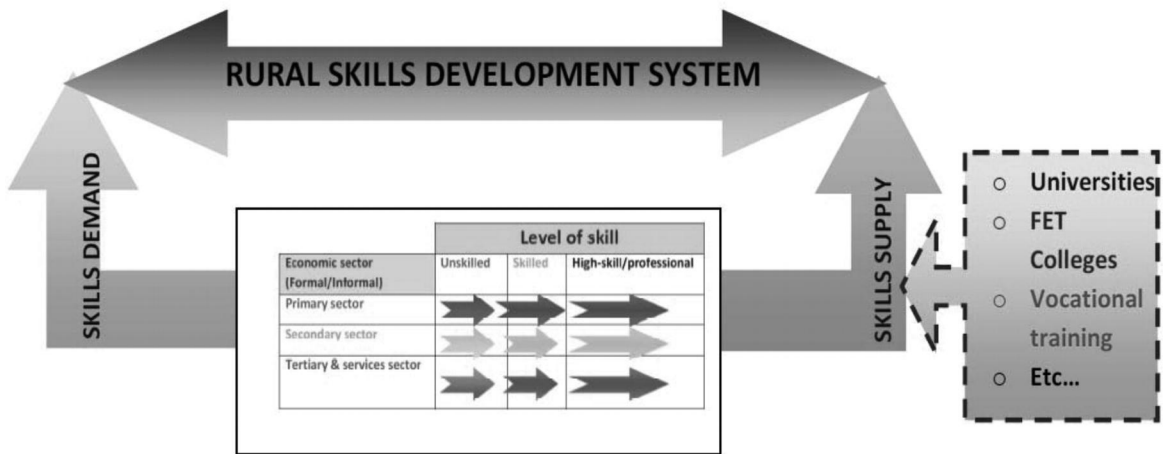 RURAL SKILLS DEVELOPMENT SYSTEM
SKILLS DEMAND
Level of skill
Economic sector
(Formal/Informal)
Unskilled
Skilled
High-skill/professional
Primary sector
Secondary sector
Tertiary & services sector
SKILLS SUPPLY
○ Universities
○ FET
Colleges
○ Vocational
training
○ Etc...